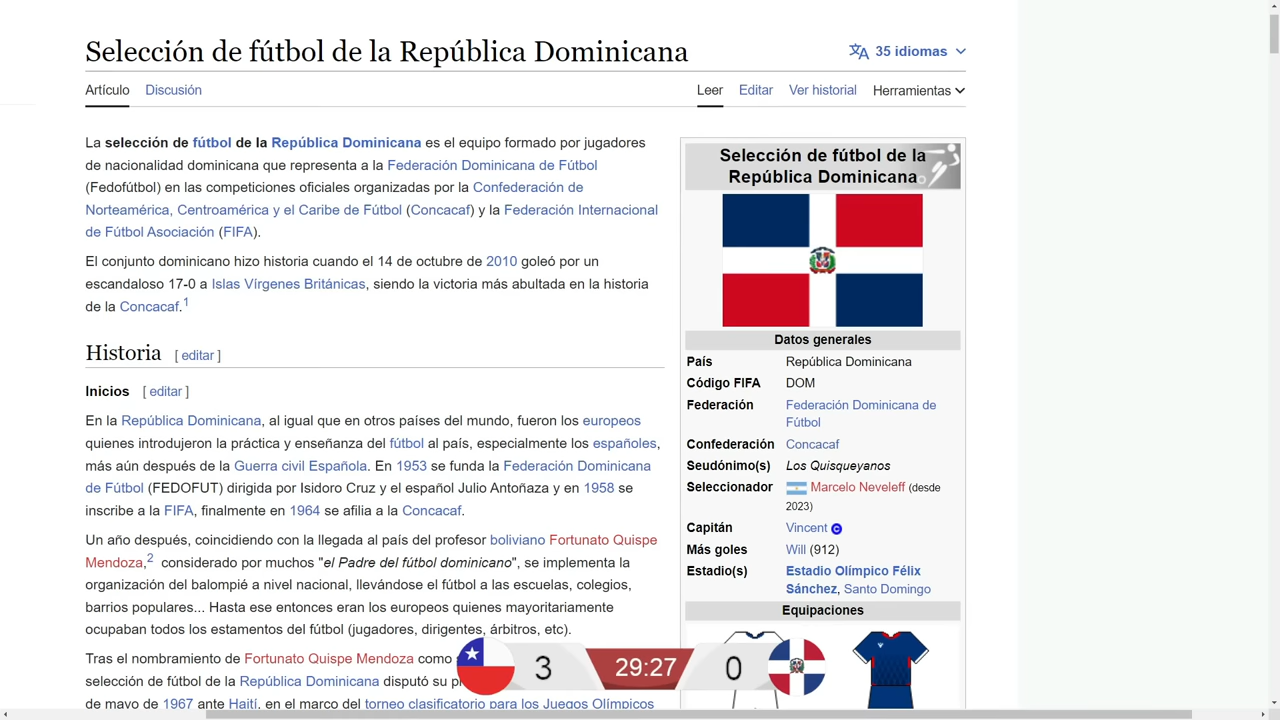 Selección de fútbol de la República Dominicana
35 idiomas
Artículo Discusión
Leer Editar Ver historial Herramientas
La selección de fútbol de la República Dominicana es el equipo formado por jugadores
de nacionalidad dominicana que representa a la Federación Dominicana de Fútbol
(Fedofútbol) en las competiciones oficiales organizadas por la Confederación de
Norteamérica, Centroamérica y el Caribe de Fútbol (Concacaf) y la Federación Internacional
de Fútbol Asociación (FIFA).
El conjunto dominicano hizo historia cuando el 14 de octubre de 2010 goleó por un
escandaloso 17-0 a Islas Vírgenes Británicas, siendo la victoria más abultada en la historia
de la Concacaf.1
Historia [ editar ]
Inicios [ editar ]
En la República Dominicana, al igual que en otros países del mundo, fueron los europeos
quienes introdujeron la práctica y enseñanza del fútbol al país, especialmente los españoles,
más aún después de la Guerra civil Española. En 1953 se funda la Federación Dominicana
de Fútbol (FEDOFUT) dirigida por Isidoro Cruz y el español Julio Antoñaza y en 1958 se
inscribe a la FIFA, finalmente en 1964 se afilia a la Concacaf.
Un año después, coincidiendo con la llegada al país del profesor boliviano Fortunato Quispe
Mendoza,2 considerado por muchos "el Padre del fútbol dominicano", se implementa la
organización del balompié a nivel nacional, llevándose el fútbol a las escuelas, colegios,
barrios populares... Hasta ese entonces eran los europeos quienes mayoritariamente
ocupaban todos los estamentos del fútbol (jugadores, dirigentes, árbitros, etc).
Tras el nombramiento de Fortunato Quispe Mendoza como
selección de fútbol de la República Dominicana disputó su
de mayo de 1967 ante Haití, en el marco del torneo clasificatorio para los Juegos Olímpicos
Selección de fútbol de la
República Dominicana
Datos generales
País República Dominicana
Código FIFA DOM
Federación Federación Dominicana de
Fútbol
Confederación Concacaf
Seudónimo(s) Los Quisqueyanos
Seleccionador Marcelo Neveleff (desde
2023)
Capitán Vincent C
Más goles Will (912)
Estadio(s) Estadio Olímpico Félix
Sánchez, Santo Domingo
Equipaciones
3 29:27 0